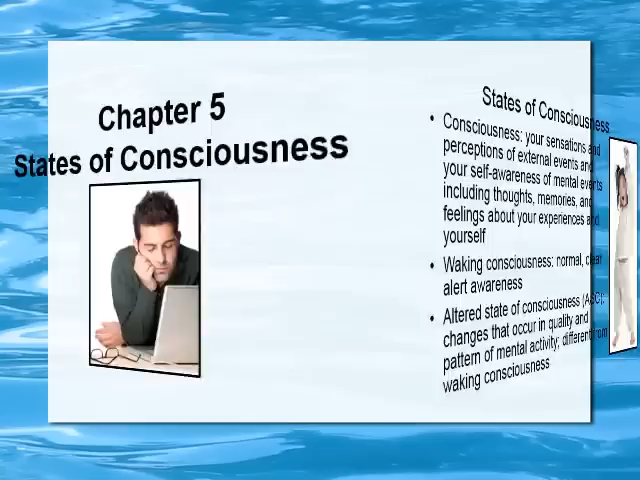 Chapter 5
States of Consciousness
States of Consciousness
• Consciousness: your sensations and
perceptions of external events and
your self-awareness of mental events
including thoughts, memories, and
feelings about your experiences and
yourself
• Waking consciousness: normal, clear
alert awareness
• Altered state of consciousness (ASC):
changes that occur in quality and
pattern of mental activity; different from
waking consciousness